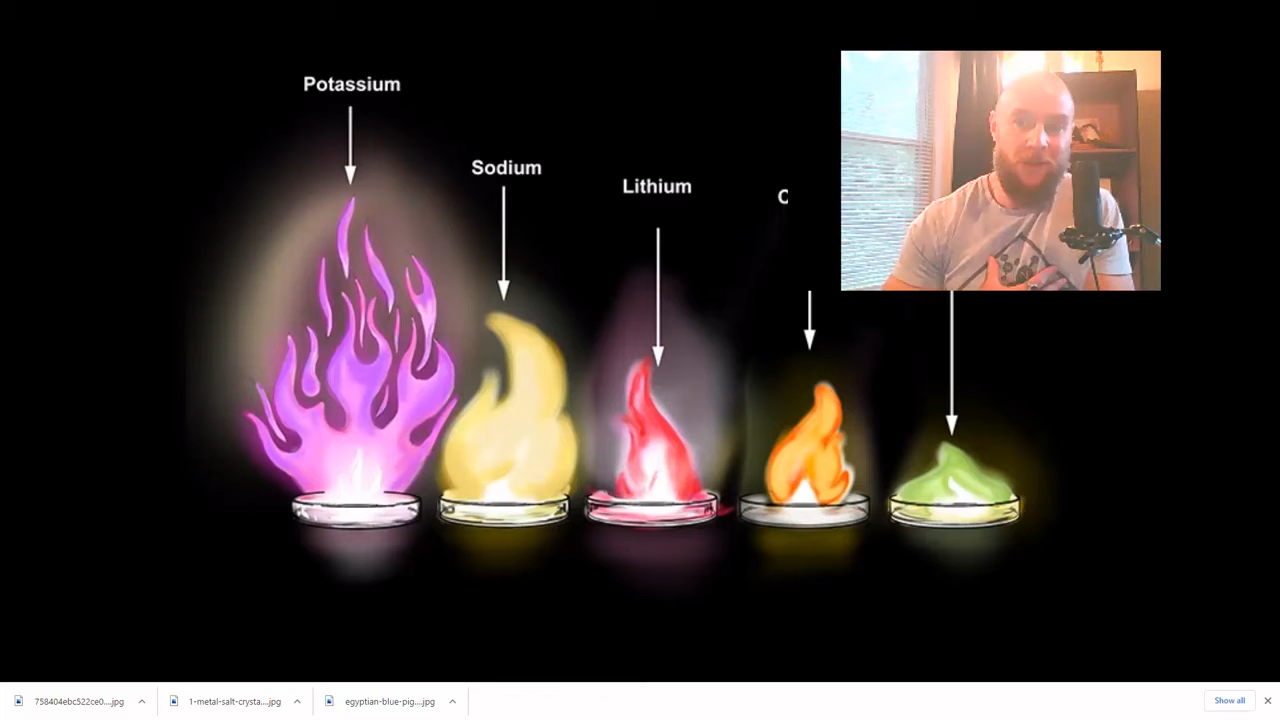 Potassium
Sodium
Lithium
C
758404ebc522ce0....jpg
1-metal-salt-crysta....jpg
egyptian-blue-pig....jpg
Show all